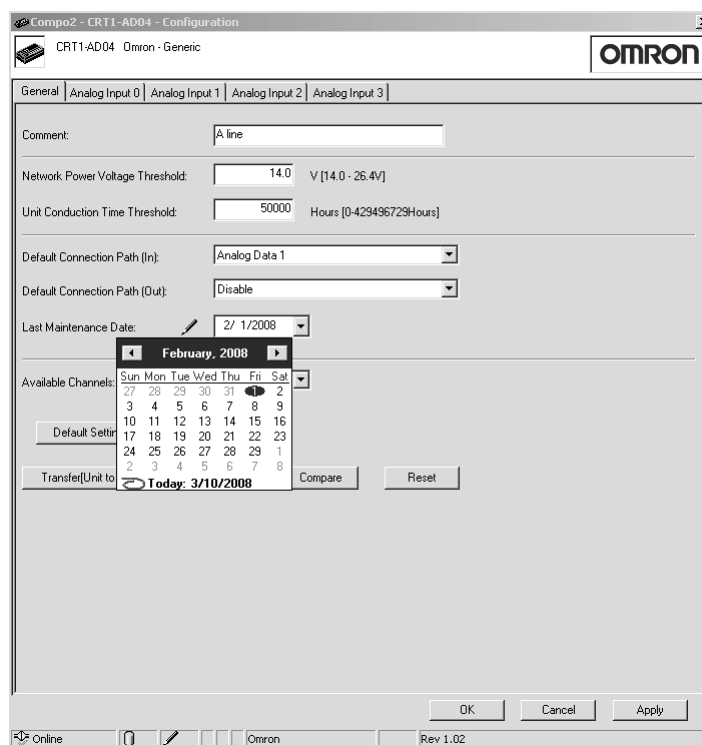 Compo2 - CRT1-AD04 - Configuration
CRT1-AD04 Omron - Generic
OMRON
General Analog Input 0 Analog Input 1 Analog Input 2 Analog Input 3
Comment: A line
Network Power Voltage Threshold: 14.0 V [14.0 - 26.4V]
Unit Conduction Time Threshold: 50000 Hours [0-429496729Hours]
Default Connection Path (In): Analog Data 1
Default Connection Path (Out): Disable
Last Maintenance Date: 2/ 1/2008
February, 2008
Available Channels:
Sun Mon Tue Wed Thu Fri Sat
27 28 29 30 31 1 2
3 4 5 6 7 8 9
10 11 12 13 14 15 16
Default Settin
17 18 19 20 21 22 23
24 25 26 27 28 29 1
2 3 4 5 6 7 8
Transfer[Unit to Compare Reset
Today: 3/10/2008
OK Cancel Apply
Online Omron Rev 1.02